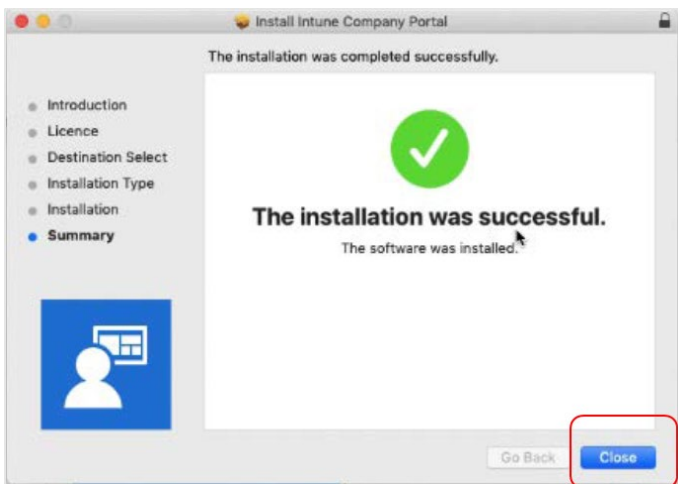 Install Intune Company Portal
The installation was completed successfully.
Introduction
Licence
Destination Select
Installation Type
Installation
Summary
The installation was successful.
The software was installed.
Go Back
Close